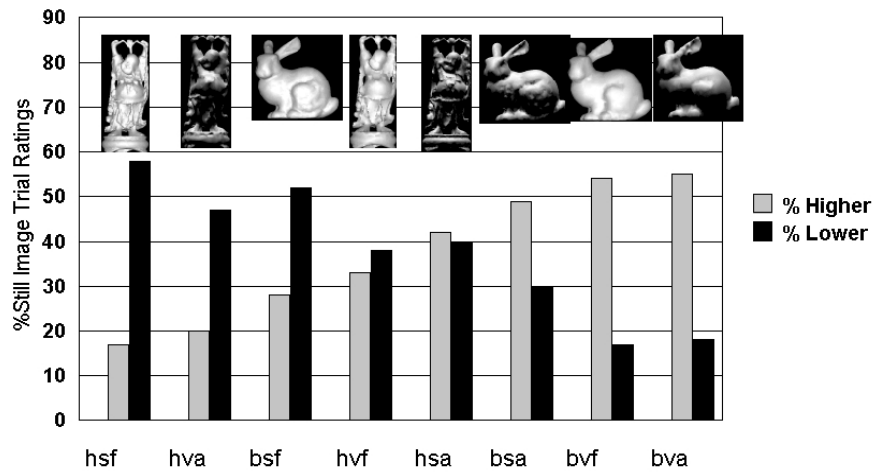 90
80
70
60
50
40
30
20
10
0
%Still Image Trial Ratings
% Higher
% Lower
hsf hva bsf hvf hsa bsa bvf bva